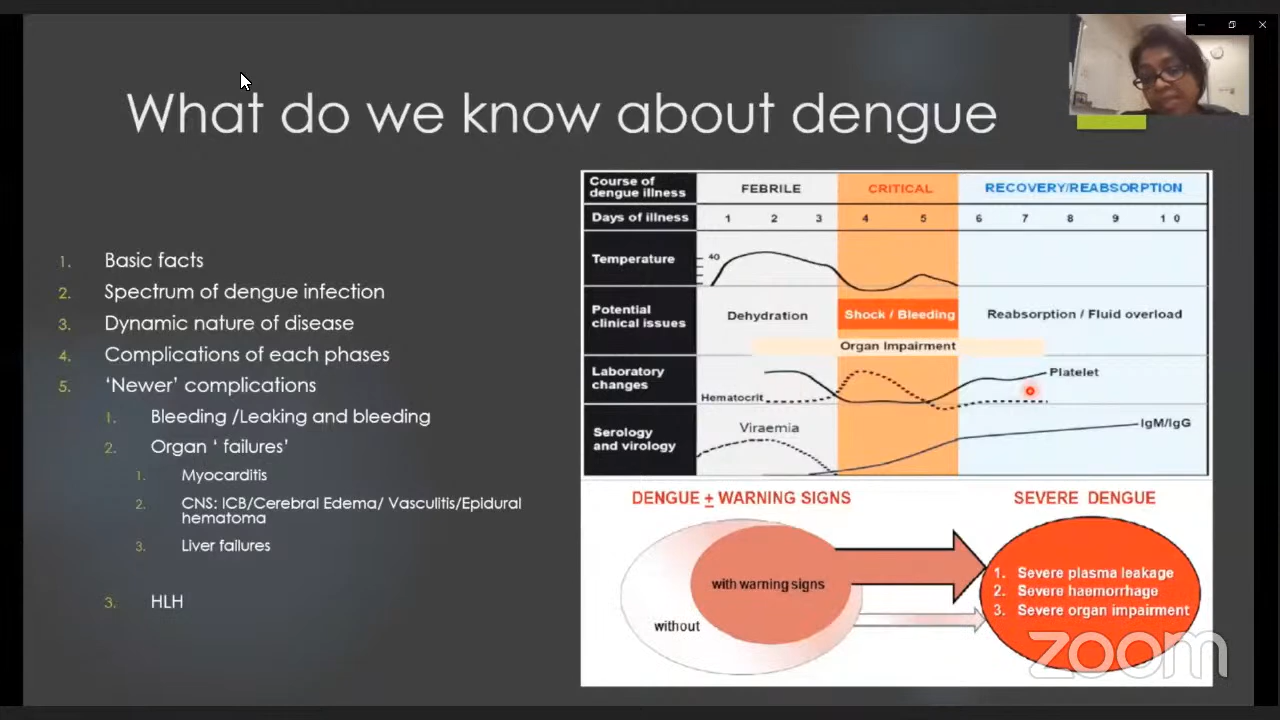 What do we know about dengue
1. Basic facts
2. Spectrum of dengue infection
3. Dynamic nature of disease
4. Complications of each phases
5. ‘Newer’ complications
1. Bleeding /Leaking and bleeding
2. Organ ‘ failures’
1. Myocarditis
2. CNS: ICB/Cerebral Edema/ Vasculitis/Epidural
hematoma
3. Liver failures
3. HLH
Course of
dengue illness
FEBRILE
CRITICAL
RECOVERY/REABSORPTION
Days of illness
1 2 3 4 5 6 7 8 9 1 0
Temperature
40
Potential
clinical issues
Dehydration
Shock / Bleeding
Reabsorption / Fluid overload
Organ Impairment
Laboratory
changes
Platelet
Hematocrit
Serology
and virology
Viraemia
IgM/IgG
DENGUE ± WARNING SIGNS
SEVERE DENGUE
with warning signs
without
1. Severe plasma leakage
2. Severe haemorrhage
3. Severe organ impairment
zoom